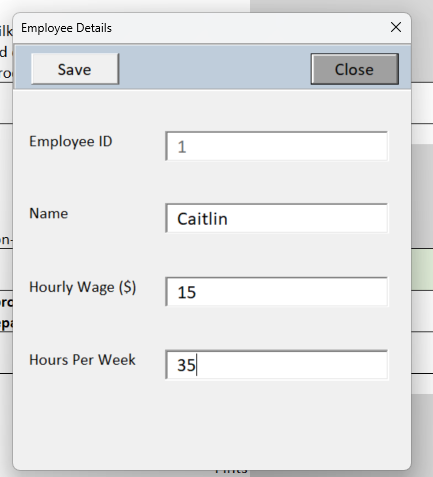 Employee Details
Save
Close
Employee ID
1
Name
Caitlin
Hourly Wage ($)
15
Hours Per Week
35